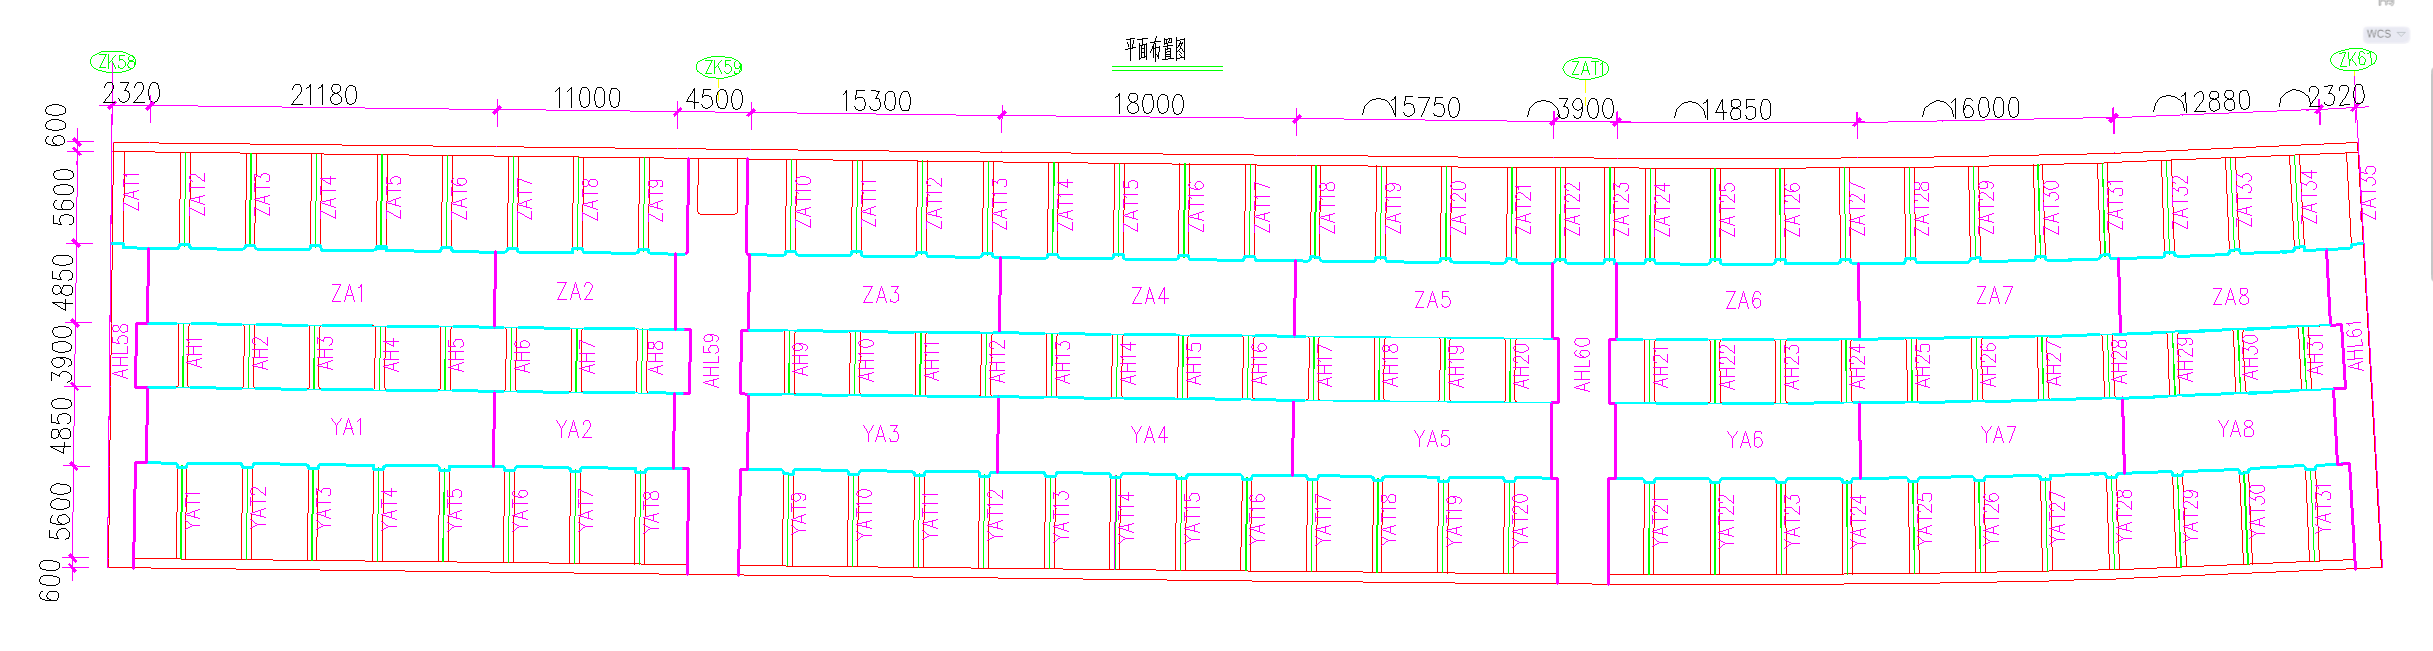 WCS
平面布置图
ZK58 ZK59 ZAT1 ZK61
2320 21180 11000 4500 15300 18000 15750 3900 14850 16000 12880 2320
600
5600
4850
3900
4850
5600
600
ZAT1 ZAT2 ZAT3 ZAT4 ZAT5 ZAT6 ZAT7 ZAT8 ZAT9 ZAT10 ZAT11 ZAT12 ZAT13 ZAT14 ZAT15 ZAT16 ZAT17 ZAT18 ZAT19 ZAT20 ZAT21 ZAT22 ZAT23 ZAT24 ZAT25 ZAT26 ZAT27 ZAT28 ZAT29 ZAT30 ZAT31 ZAT32 ZAT33 ZAT34 ZAT35
ZA1 ZA2 ZA3 ZA4 ZA5 ZA6 ZA7 ZA8
AHL58 AH1 AH2 AH3 AH4 AH5 AH6 AH7 AH8 AHL59 AH9 AH10 AH11 AH12 AH13 AH14 AH15 AH16 AH17 AH18 AH19 AH20 AHL60 AH21 AH22 AH23 AH24 AH25 AH26 AH27 AH28 AH29 AH30 AH31 AHL61
YA1 YA2 YA3 YA4 YA5 YA6 YA7 YA8
YAT1 YAT2 YAT3 YAT4 YAT5 YAT6 YAT7 YAT8 YAT9 YAT10 YAT11 YAT12 YAT13 YAT14 YAT15 YAT16 YAT17 YAT18 YAT19 YAT20 YAT21 YAT22 YAT23 YAT24 YAT25 YAT26 YAT27 YAT28 YAT29 YAT30 YAT31